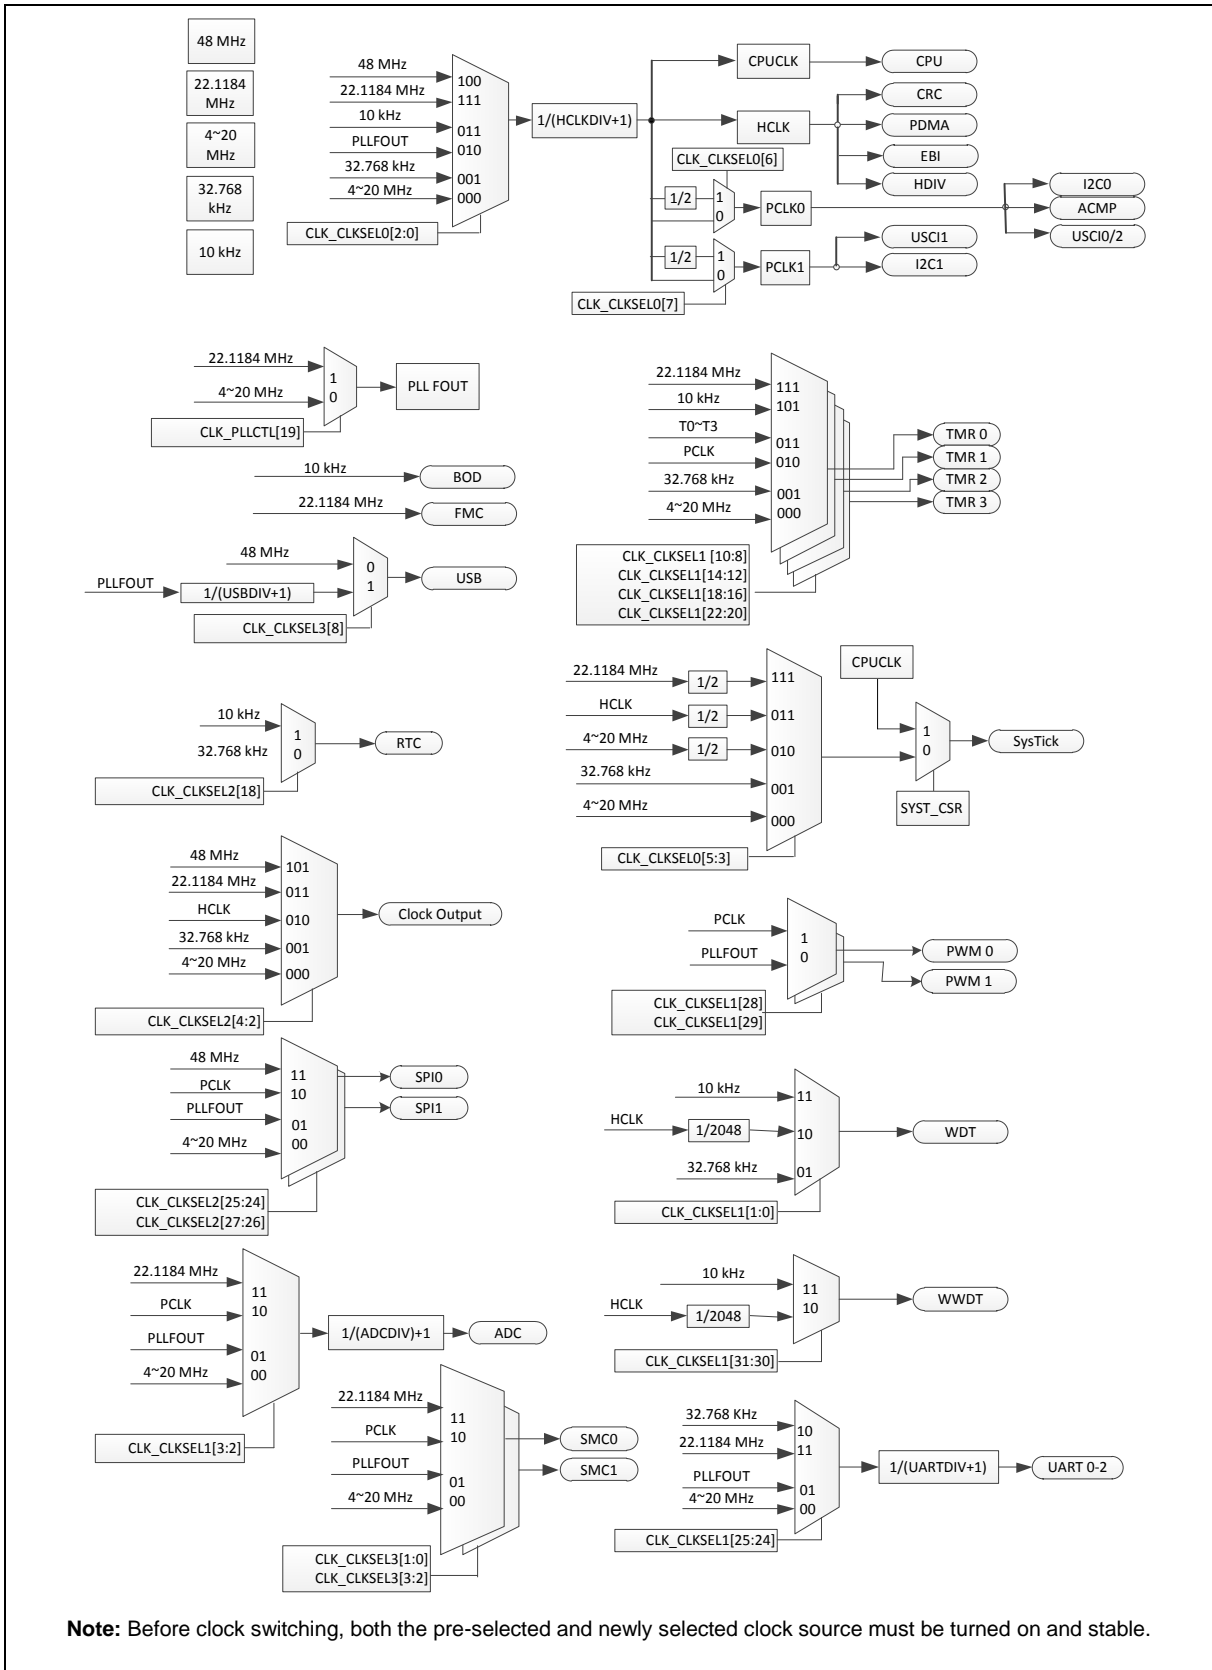 48 MHz
22.1184
MHz
4~20
MHz
32.768
kHz
10 kHz
48 MHz
22.1184 MHz
10 kHz
PLLFOUT
32.768 kHz
4~20 MHz
100
111
011
010
001
000
CLK_CLKSEL0[2:0]
1/(HCLKDIV+1)
CPUCLK
CPU
HCLK
CRC
PDMA
EBI
HDIV
CLK_CLKSEL0[6]
1/2
1
0
PCLK0
I2C0
ACMP
USCI0/2
1/2
1
0
PCLK1
USCI1
I2C1
CLK_CLKSEL0[7]
22.1184 MHz
4~20 MHz
1
0
PLL FOUT
CLK_PLLCTL[19]
10 kHz
BOD
22.1184 MHz
FMC
48 MHz
PLLFOUT
1/(USBDIV+1)
0
1
USB
CLK_CLKSEL3[8]
22.1184 MHz
10 kHz
T0~T3
PCLK
32.768 kHz
4~20 MHz
111
101
011
010
001
000
TMR 0
TMR 1
TMR 2
TMR 3
CLK_CLKSEL1 [10:8]
CLK_CLKSEL1[14:12]
CLK_CLKSEL1[18:16]
CLK_CLKSEL1[22:20]
10 kHz
32.768 kHz
1
0
RTC
CLK_CLKSEL2[18]
22.1184 MHz
HCLK
4~20 MHz
32.768 kHz
4~20 MHz
1/2
1/2
1/2
111
011
010
001
000
CLK_CLKSEL0[5:3]
CPUCLK
1
0
SYST_CSR
SysTick
48 MHz
22.1184 MHz
HCLK
32.768 kHz
4~20 MHz
101
011
010
001
000
Clock Output
CLK_CLKSEL2[4:2]
PCLK
PLLFOUT
1
0
PWM 0
PWM 1
CLK_CLKSEL1[28]
CLK_CLKSEL1[29]
48 MHz
PCLK
PLLFOUT
4~20 MHz
11
10
01
00
SPI0
SPI1
CLK_CLKSEL2[25:24]
CLK_CLKSEL2[27:26]
10 kHz
HCLK
1/2048
32.768 kHz
11
10
01
WDT
CLK_CLKSEL1[1:0]
22.1184 MHz
PCLK
PLLFOUT
4~20 MHz
11
10
01
00
1/(ADCDIV)+1
ADC
CLK_CLKSEL1[3:2]
10 kHz
HCLK
1/2048
11
10
WWDT
CLK_CLKSEL1[31:30]
22.1184 MHz
PCLK
PLLFOUT
4~20 MHz
11
10
01
00
SMC0
SMC1
CLK_CLKSEL3[1:0]
CLK_CLKSEL3[3:2]
32.768 KHz
22.1184 MHz
PLLFOUT
4~20 MHz
10
11
01
00
1/(UARTDIV+1)
UART 0-2
CLK_CLKSEL1[25:24]
Note: Before clock switching, both the pre-selected and newly selected clock source must be turned on and stable.